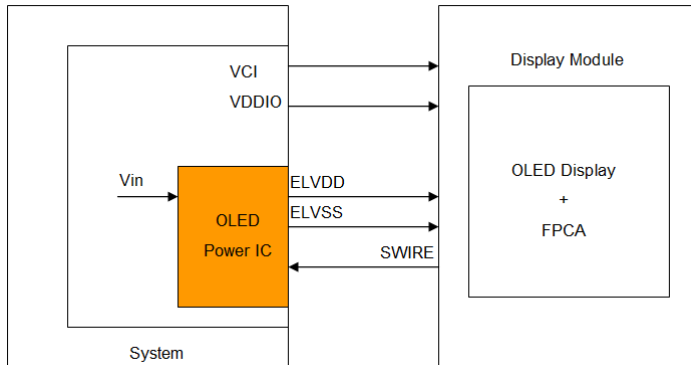 VCI
VDDIO
Vin
OLED
Power IC
System
ELVDD
ELVSS
SWIRE
Display Module
OLED Display
+
FPCA